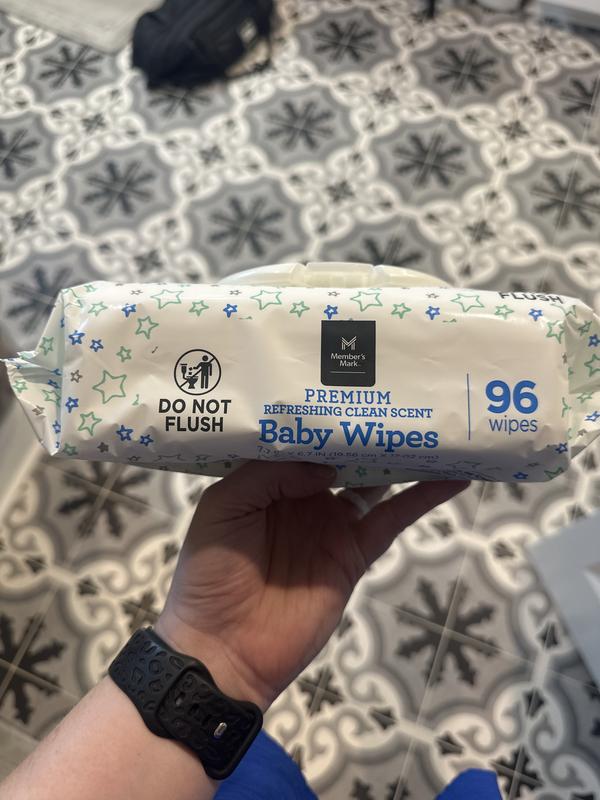 FLUSH
Member's
Mark
DO NOT
FLUSH
PREMIUM
REFRESHING CLEAN SCENT
Baby Wipes
96
wipes